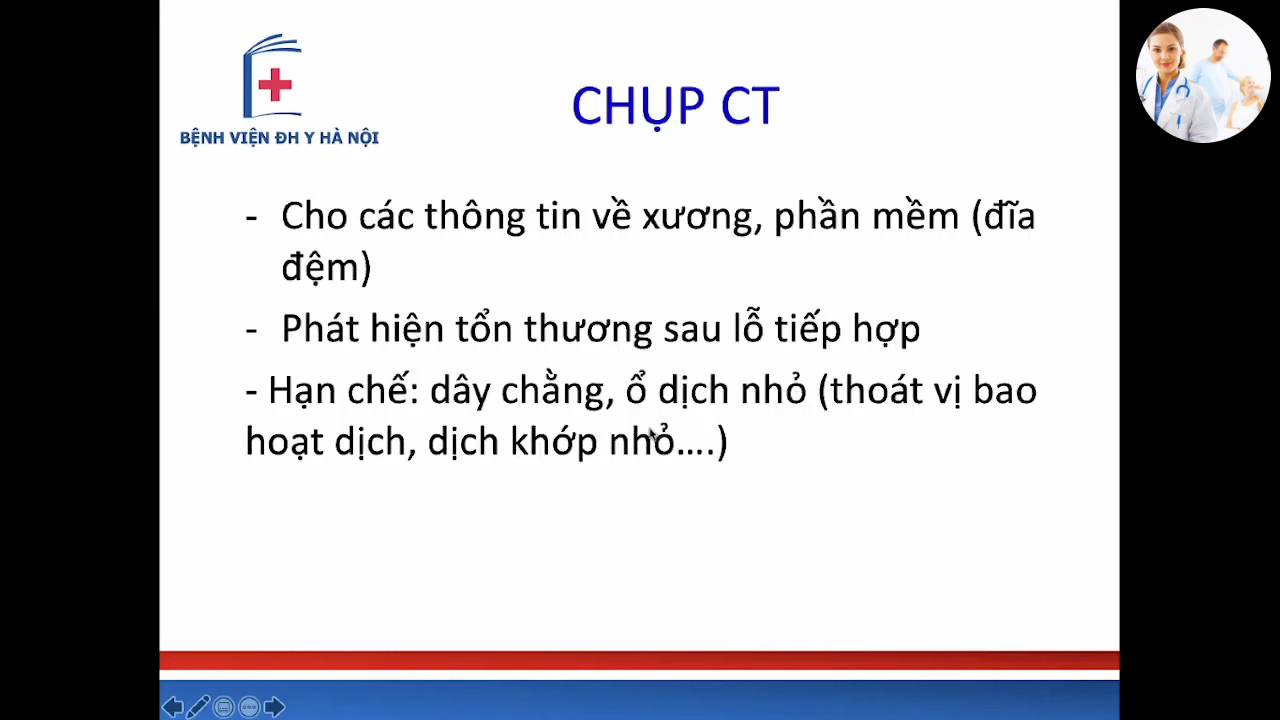 BỆNH VIỆN ĐH Y HÀ NỘI
CHỤP CT
- Cho các thông tin về xương, phần mềm (đĩa
đệm)
- Phát hiện tổn thương sau lỗ tiếp hợp
- Hạn chế: dây chằng, ổ dịch nhỏ (thoát vị bao
hoạt dịch, dịch khớp nhỏ....)